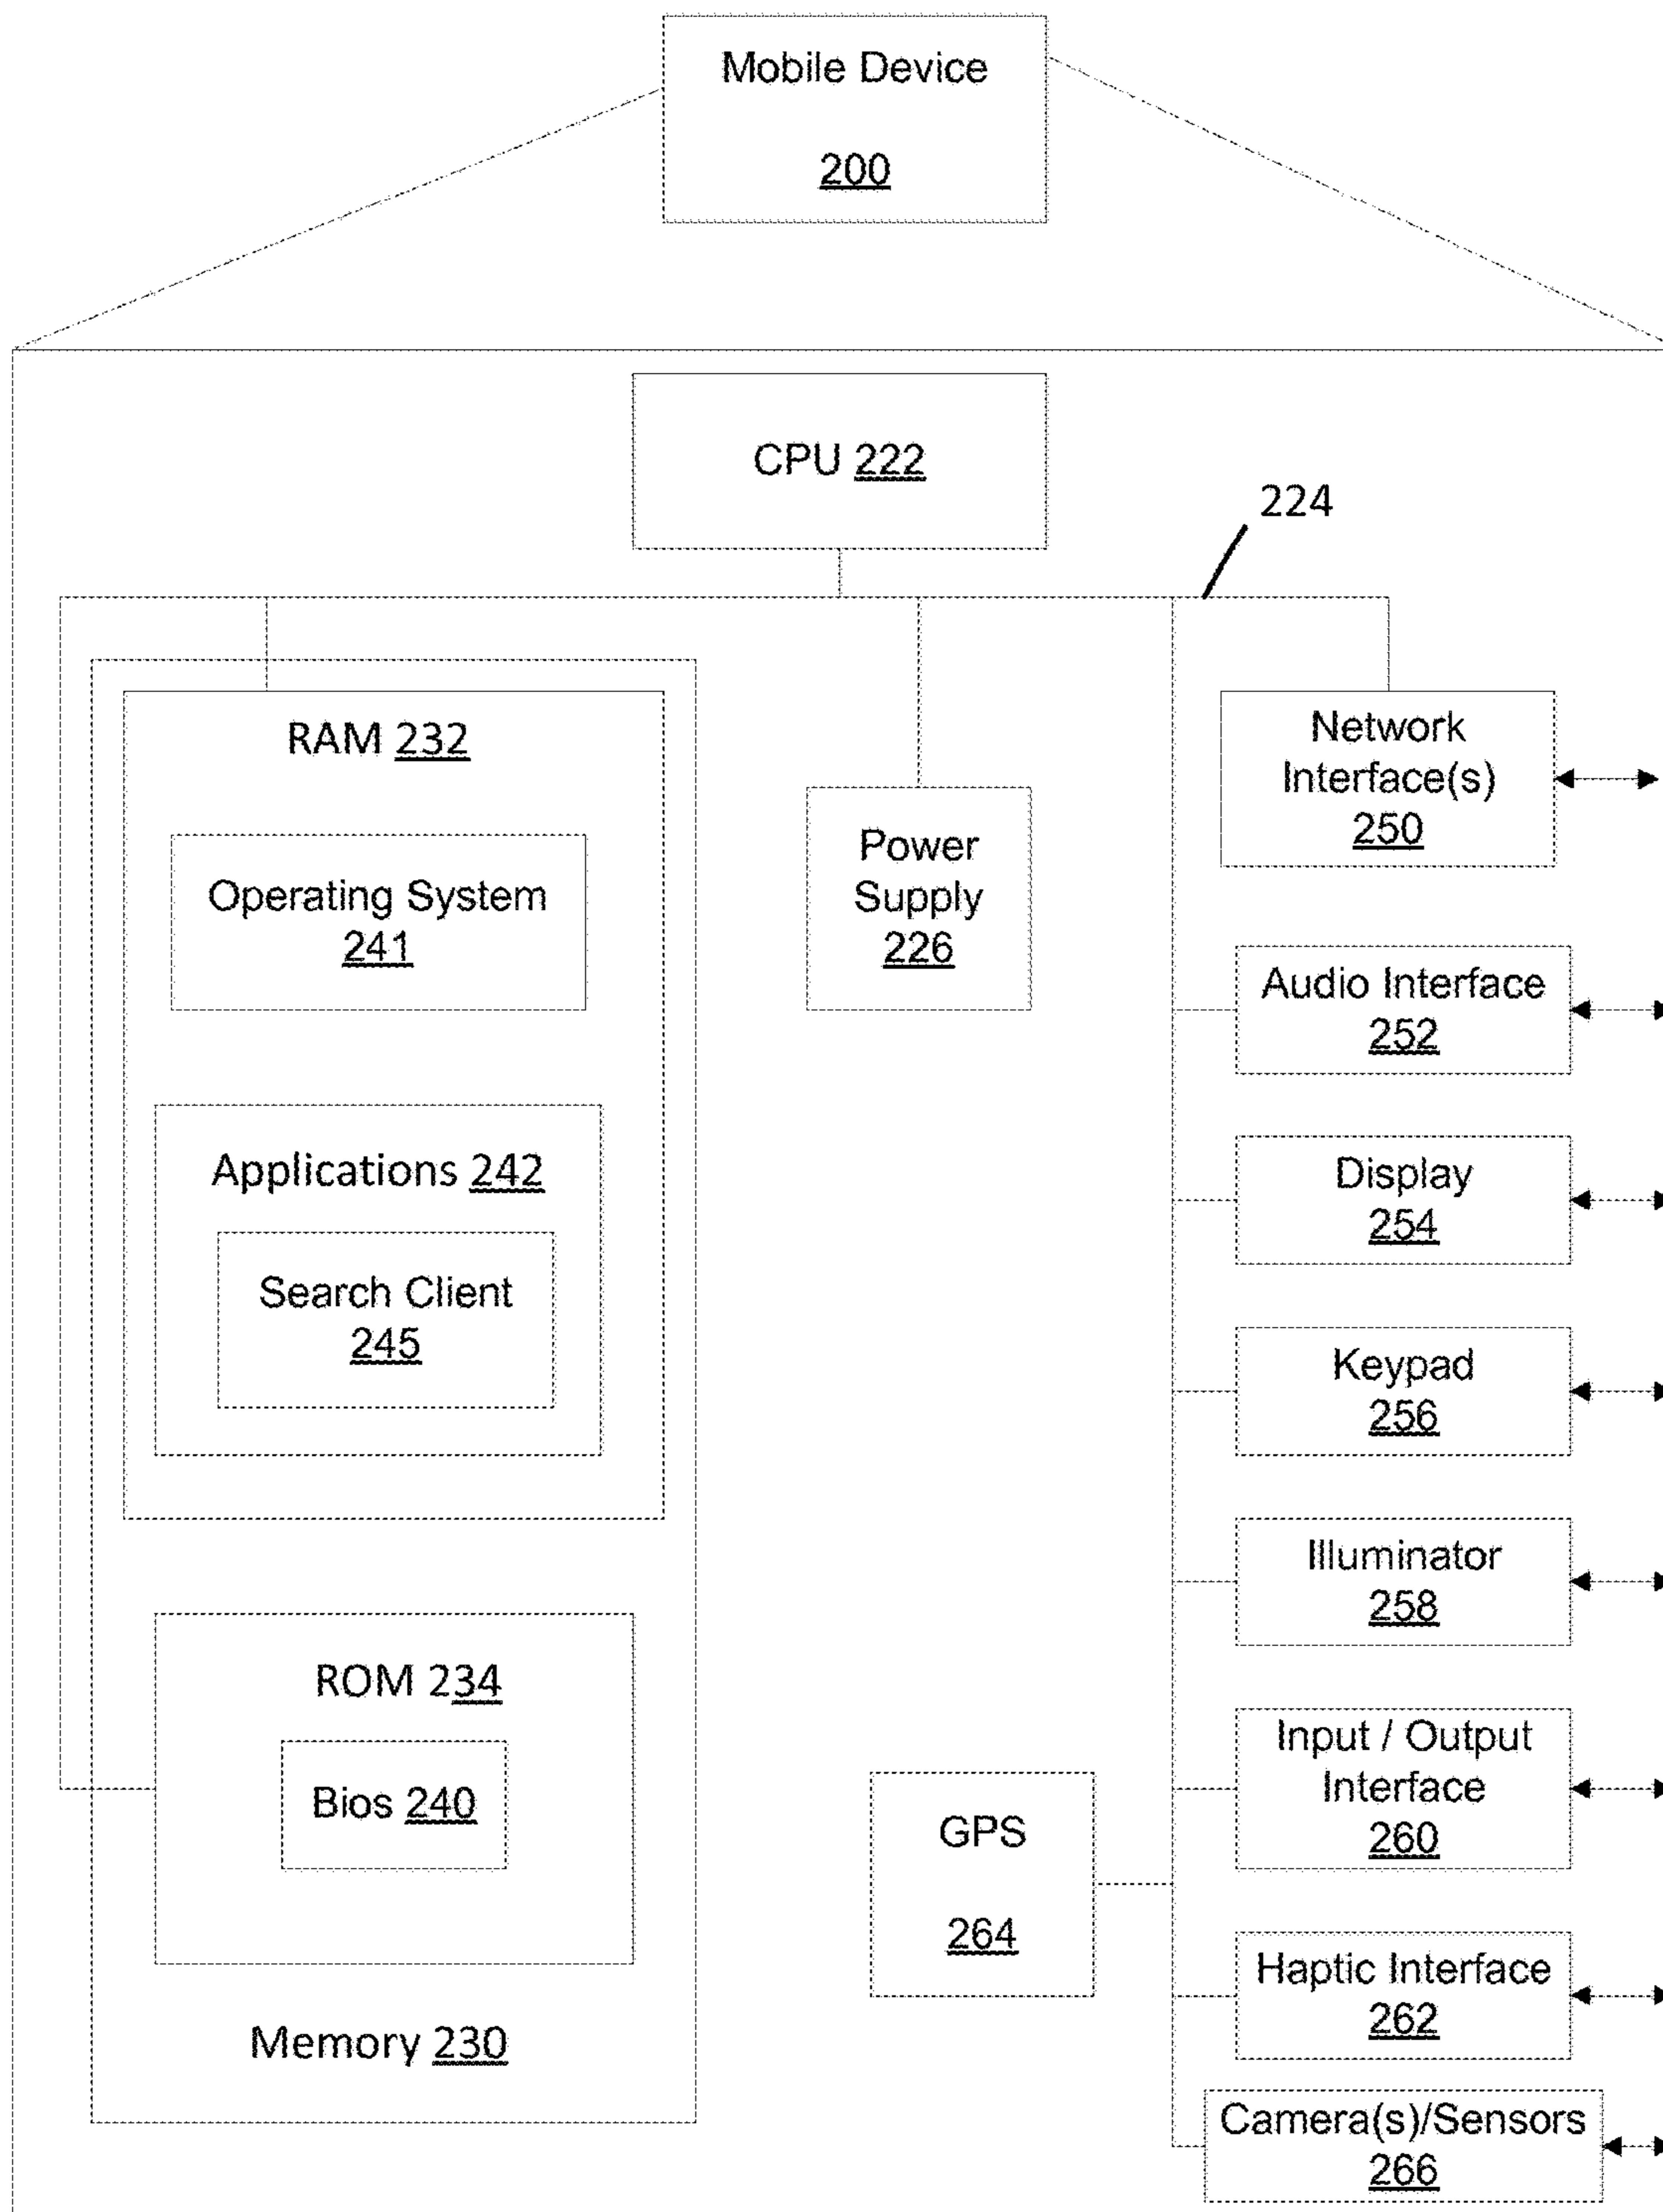 Mobile Device
200
CPU 222
224
RAM 232
Operating System
241
Applications 242
Search Client
245
ROM 234
Bios 240
Memory 230
Power
Supply
226
GPS
264
Network
Interface(s)
250
Audio Interface
252
Display
254
Keypad
256
Illuminator
258
Input / Output
Interface
260
Haptic Interface
262
Camera(s)/Sensors
266